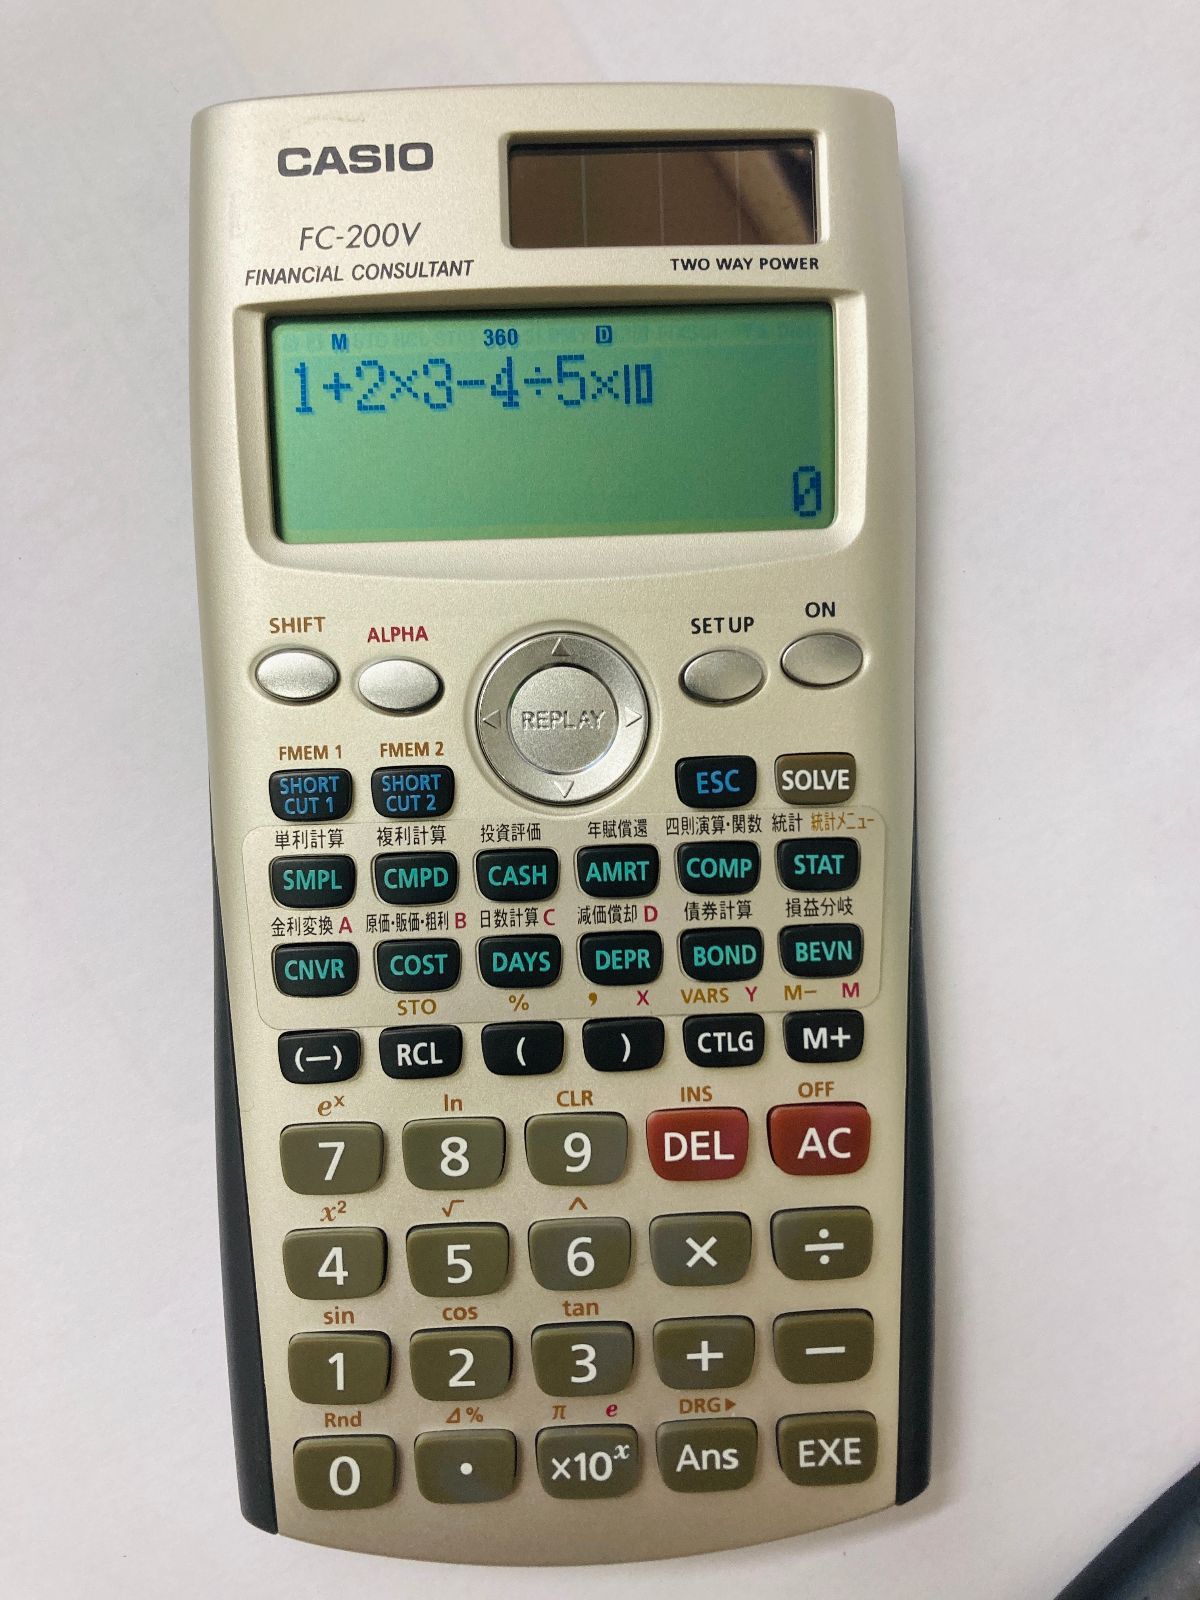 CASIO
FC-200V
FINANCIAL CONSULTANT
TWO WAY POWER
M 360 D
1+2×3-4÷5×10
0
SHIFT ALPHA SET UP ON
REPLAY
FMEM 1 FMEM 2
SHORT CUT 1 SHORT CUT 2 ESC SOLVE
単利計算 複利計算 投資評価 年賦償還 四則演算・関数 統計 統計メニュー
SMPL CMPD CASH AMRT COMP STAT
金利変換 A 原価・販価・粗利 B 日数計算 C 減価償却 D 債券計算 損益分岐
CNVR COST DAYS DEPR BOND BEVN
STO % , X VARS Y M− M
(−) RCL ( ) CTLG M+
eˣ ln CLR INS OFF
7 8 9 DEL AC
x² √ ^
4 5 6 × ÷
sin cos tan
1 2 3 + −
Rnd ⊿% π e DRG▶
0 . ×10ˣ Ans EXE